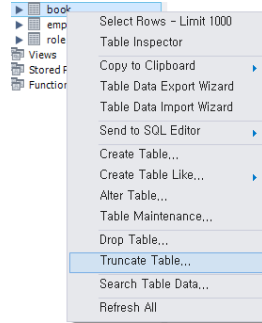 book
emp
role
Views
Stored
Function
Select Rows - Limit 1000
Table Inspector
Copy to Clipboard
Table Data Export Wizard
Table Data Import Wizard
Send to SQL Editor
Create Table...
Create Table Like...
Alter Table...
Table Maintenance...
Drop Table...
Truncate Table...
Search Table Data...
Refresh All